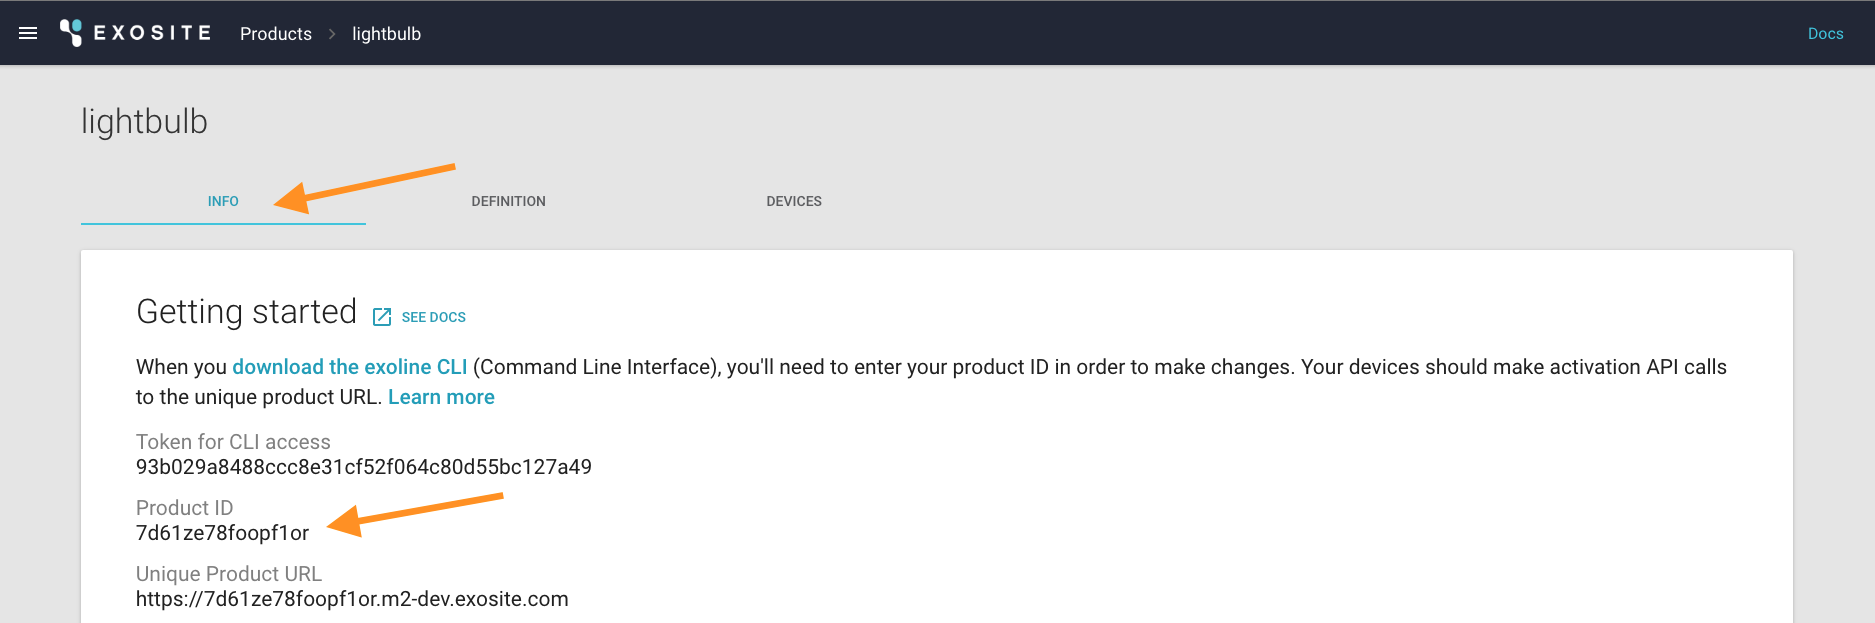 EXOSITE Products > lightbulb Docs
lightbulb
INFO DEFINITION DEVICES
Getting started SEE DOCS
When you download the exoline CLI (Command Line Interface), you'll need to enter your product ID in order to make changes. Your devices should make activation API calls
to the unique product URL. Learn more
Token for CLI access
93b029a8488ccc8e31cf52f064c80d55bc127a49
Product ID
7d61ze78foopf1or
Unique Product URL
https://7d61ze78foopf1or.m2-dev.exosite.com